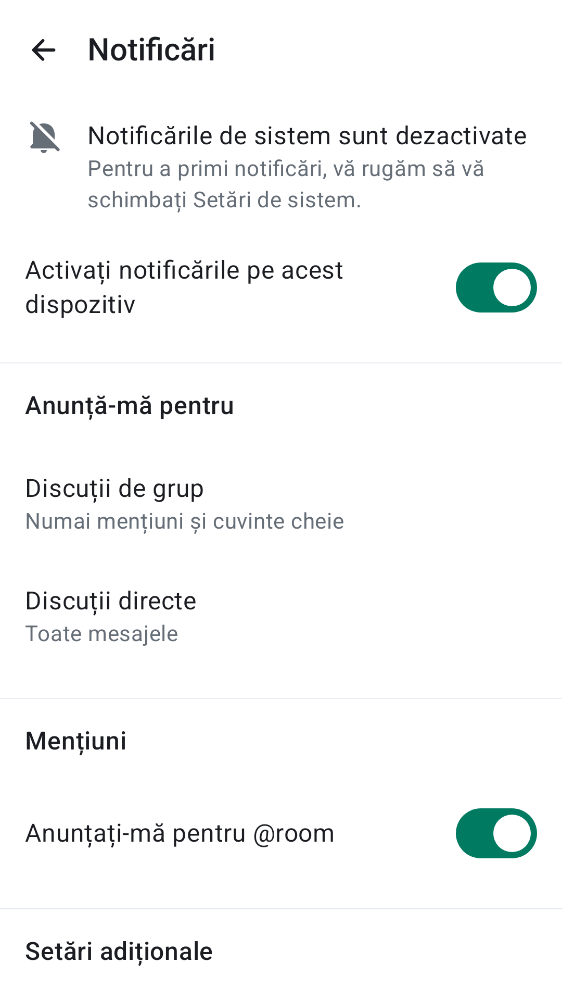 Notificări
Notificările de sistem sunt dezactivate
Pentru a primi notificări, vă rugăm să vă
schimbați Setări de sistem.
Activați notificările pe acest
dispozitiv
Anunță-mă pentru
Discuții de grup
Numai mențiuni și cuvinte cheie
Discuții directe
Toate mesajele
Mențiuni
Anunțați-mă pentru @room
Setări adiționale